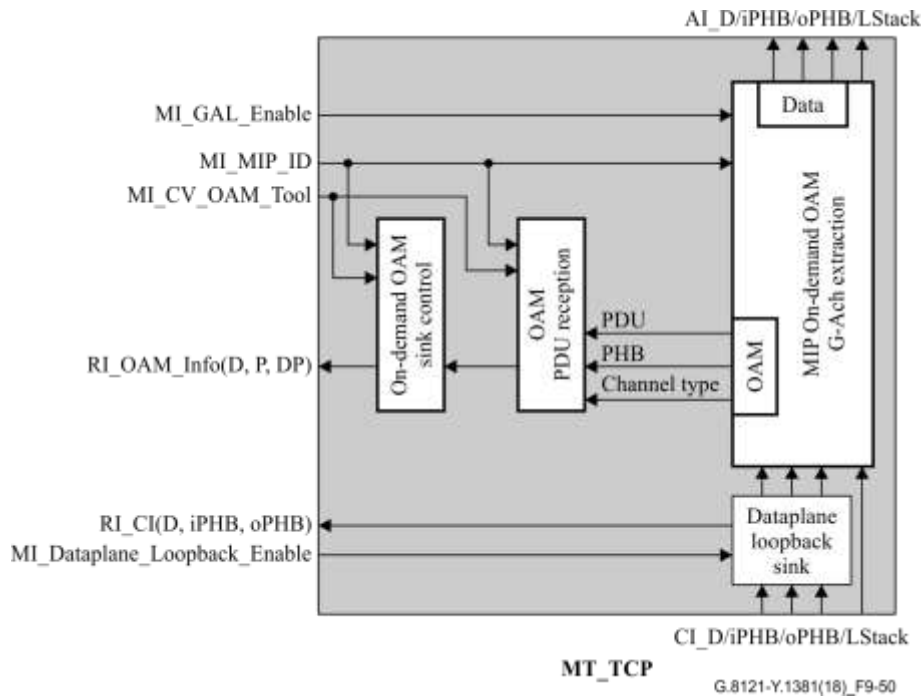 AI_D/iPHB/oPHB/LStack
Data
MI_GAL_Enable
MI_MIP_ID
MI_CV_OAM_Tool
On-demand OAM
sink control
OAM
PDU reception
MIP On-demand OAM
G-Ach extraction
PDU
PHB
Channel type
OAM
RI_OAM_Info(D, P, DP)
RI_CI(D, iPHB, oPHB)
MI_Dataplane_Loopback_Enable
Dataplane
loopback
sink
CI_D/iPHB/oPHB/LStack
MT_TCP
G.8121-Y.1381(18)_F9-50